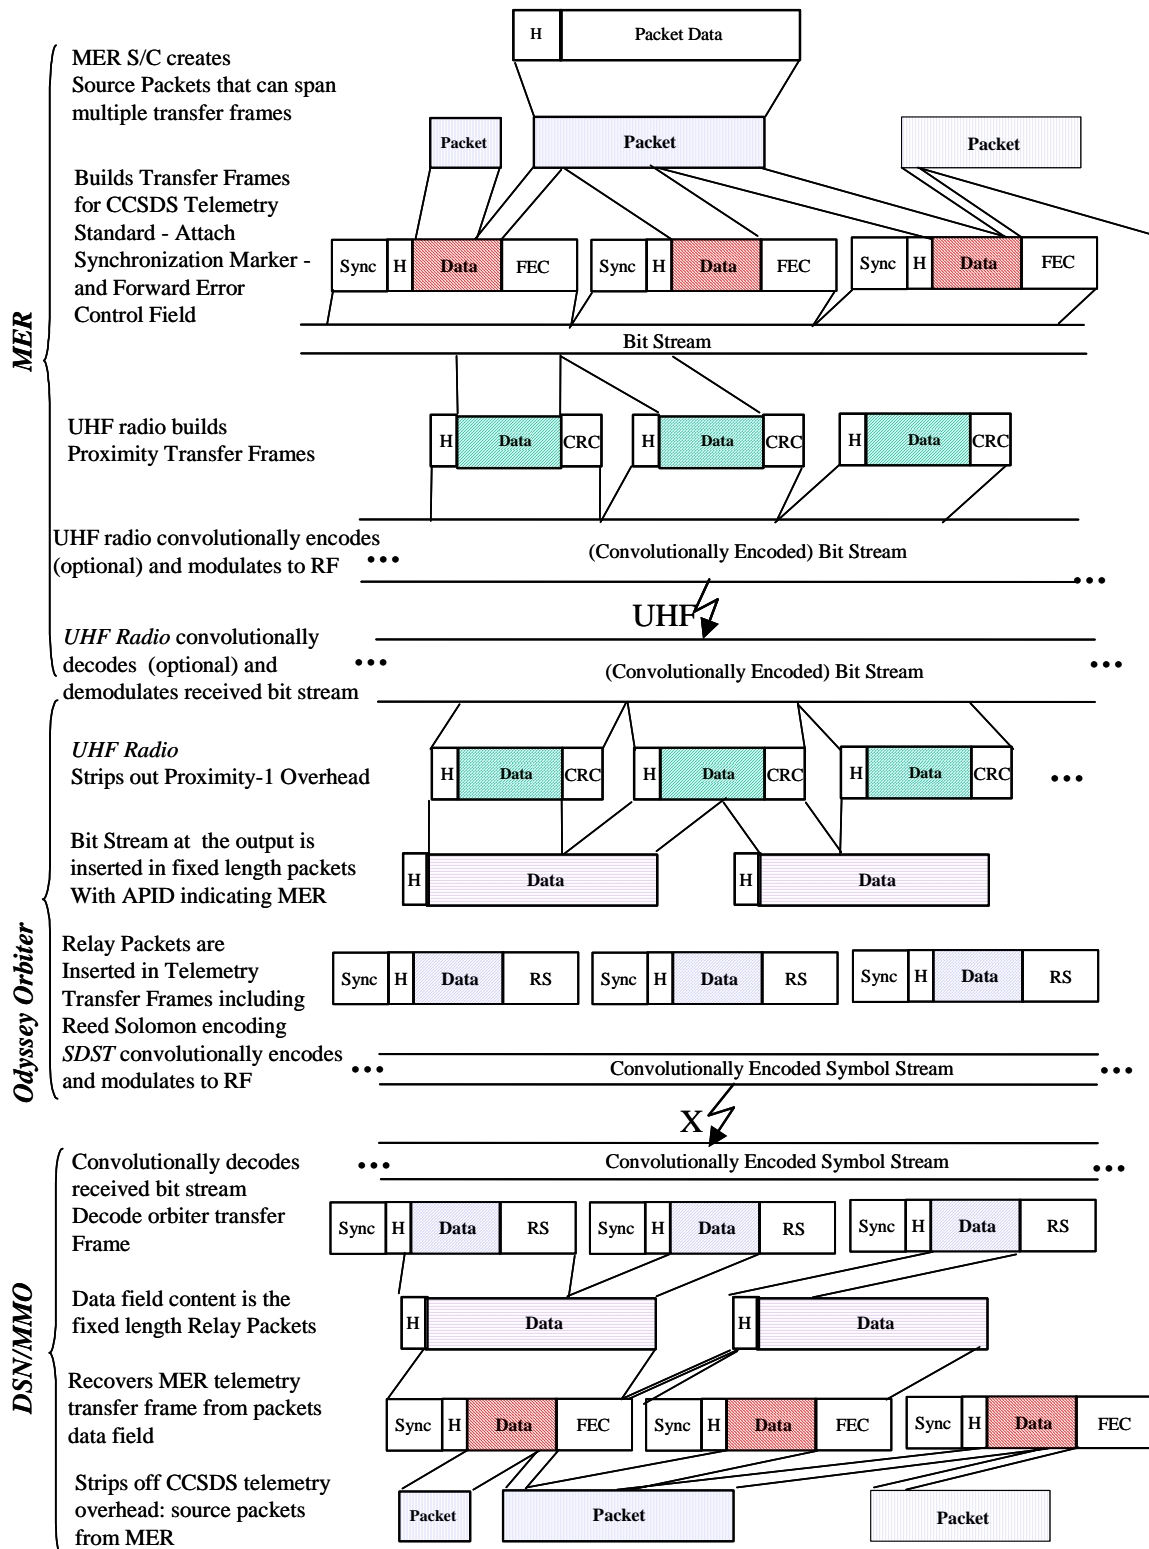 H Packet Data
MER S/C creates
Source Packets that can span
multiple transfer frames
Packet Packet Packet
Builds Transfer Frames
for CCSDS Telemetry
Standard - Attach
Synchronization Marker -
and Forward Error
Control Field
Sync H Data FEC Sync H Data FEC Sync H Data FEC
Bit Stream
MER
UHF radio builds
Proximity Transfer Frames
H Data CRC H Data CRC H Data CRC
UHF radio convolutionally encodes
(optional) and modulates to RF
••• (Convolutionally Encoded) Bit Stream •••
UHF
UHF Radio convolutionally
decodes (optional) and
demodulates received bit stream
••• (Convolutionally Encoded) Bit Stream •••
UHF Radio
Strips out Proximity-1 Overhead
H Data CRC H Data CRC H Data CRC •••
Bit Stream at the output is
inserted in fixed length packets
With APID indicating MER
H Data H Data
Odyssey Orbiter
Relay Packets are
Inserted in Telemetry
Transfer Frames including
Reed Solomon encoding
SDST convolutionally encodes
and modulates to RF
Sync H Data RS Sync H Data RS Sync H Data RS
••• Convolutionally Encoded Symbol Stream •••
X
••• Convolutionally Encoded Symbol Stream •••
Convolutionally decodes
received bit stream
Decode orbiter transfer
Frame
Sync H Data RS Sync H Data RS Sync H Data RS
Data field content is the
fixed length Relay Packets
H Data H Data
DSN/MMO
Recovers MER telemetry
transfer frame from packets
data field
Sync H Data FEC Sync H Data FEC Sync H Data FEC
Strips off CCSDS telemetry
overhead: source packets
from MER
Packet Packet Packet